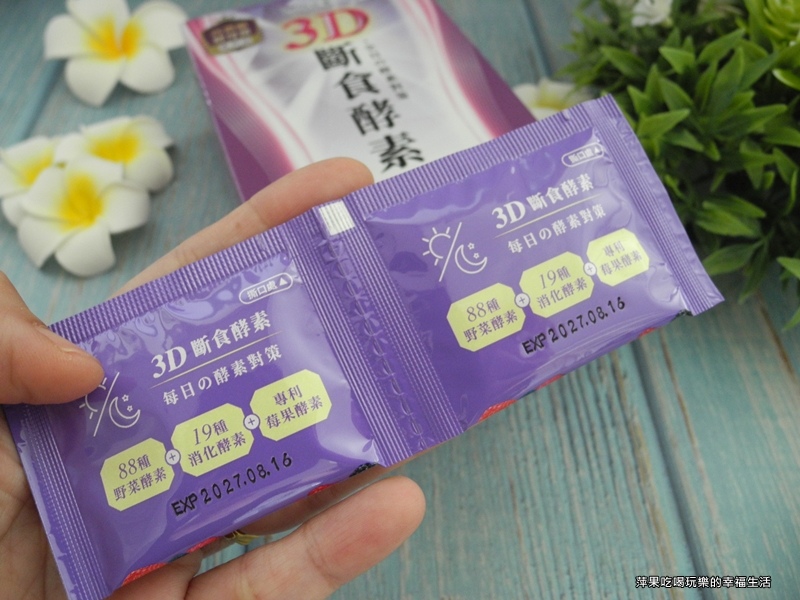 3D
斷食酵素
撕口處▲
3D 斷食酵素
每日の酵素對策
88種
野菜酵素
+
19種
消化酵素
+
專利
莓果酵素
EXP 2027.08.16
撕口處▲
3D 斷食酵素
每日の酵素對策
88種
野菜酵素
+
19種
消化酵素
+
專利
莓果酵素
EXP 2027.08.16
萍果吃喝玩樂的幸福生活